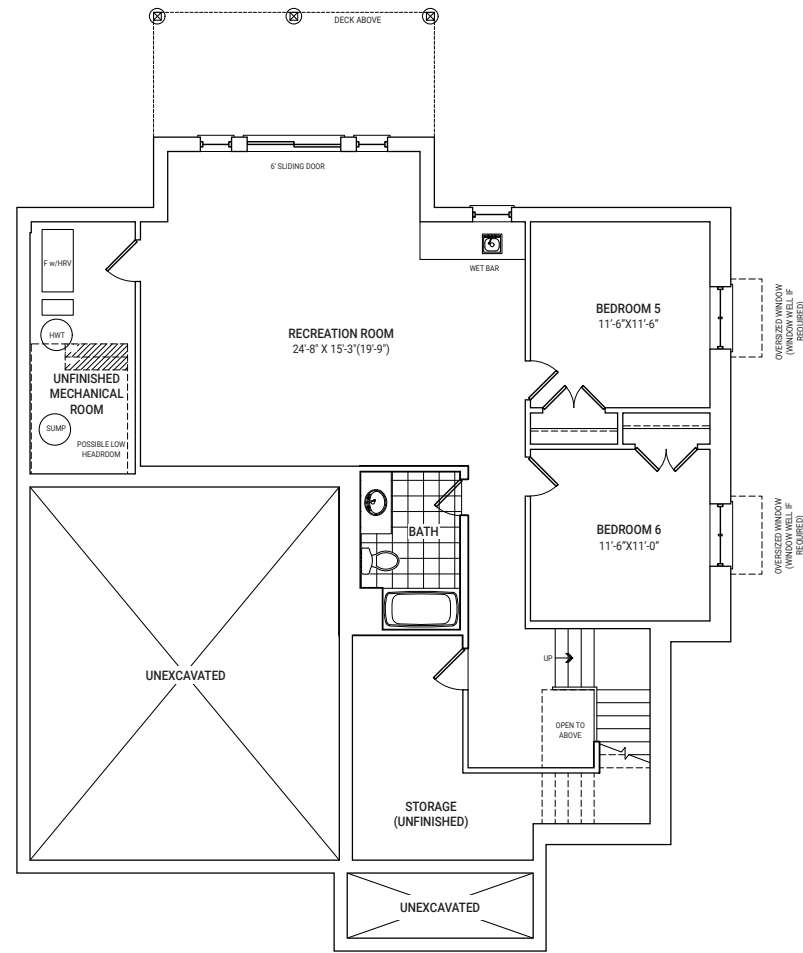 DECK ABOVE
6' SLIDING DOOR
F w/HRV
WET BAR
BEDROOM 5
11'-6"X11'-6"
OVERSIZED WINDOW
(WINDOW WELL IF
REQUIRED)
RECREATION ROOM
24'-8" X 15'-3"(19'-9")
HWT
UNFINISHED
MECHANICAL
ROOM
SUMP
POSSIBLE LOW
HEADROOM
BATH
BEDROOM 6
11'-6"X11'-0"
OVERSIZED WINDOW
(WINDOW WELL IF
REQUIRED)
UNEXCAVATED
UP
OPEN TO
ABOVE
STORAGE
(UNFINISHED)
UNEXCAVATED